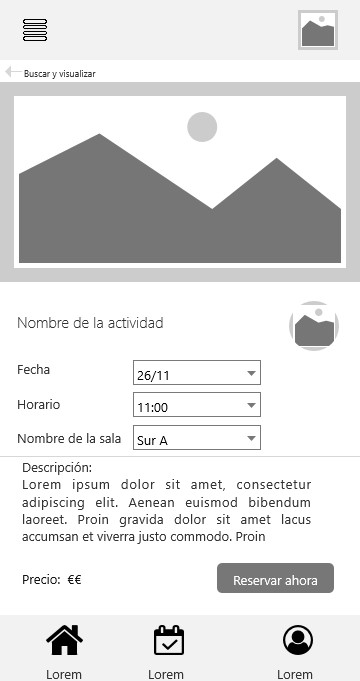 Buscar y visualizar
Nombre de la actividad
Fecha
26/11
Horario
11:00
Nombre de la sala
Sur A
Descripción:
Lorem ipsum dolor sit amet, consectetur
adipiscing elit. Aenean euismod bibendum
laoreet. Proin gravida dolor sit amet lacus
accumsan et viverra justo commodo. Proin
Precio: €€
Reservar ahora
Lorem
Lorem
Lorem